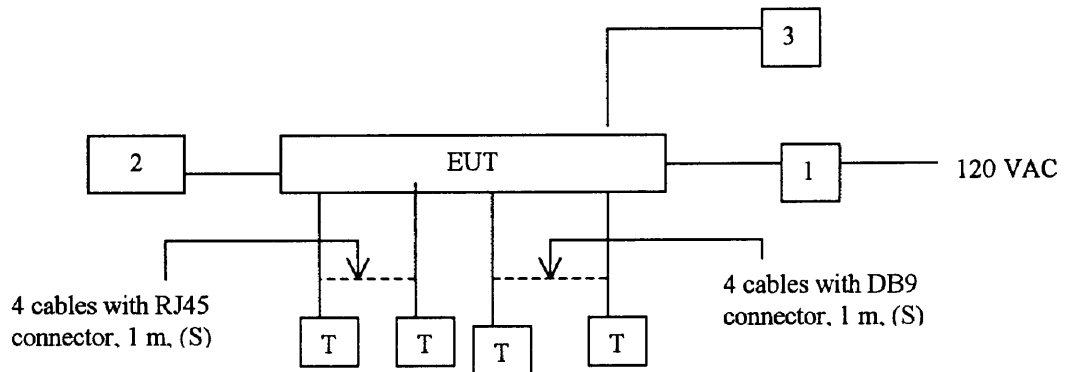 3
2
EUT
1
120 VAC
4 cables with RJ45
connector, 1 m, (S)
4 cables with DB9
connector, 1 m, (S)
T
T
T
T